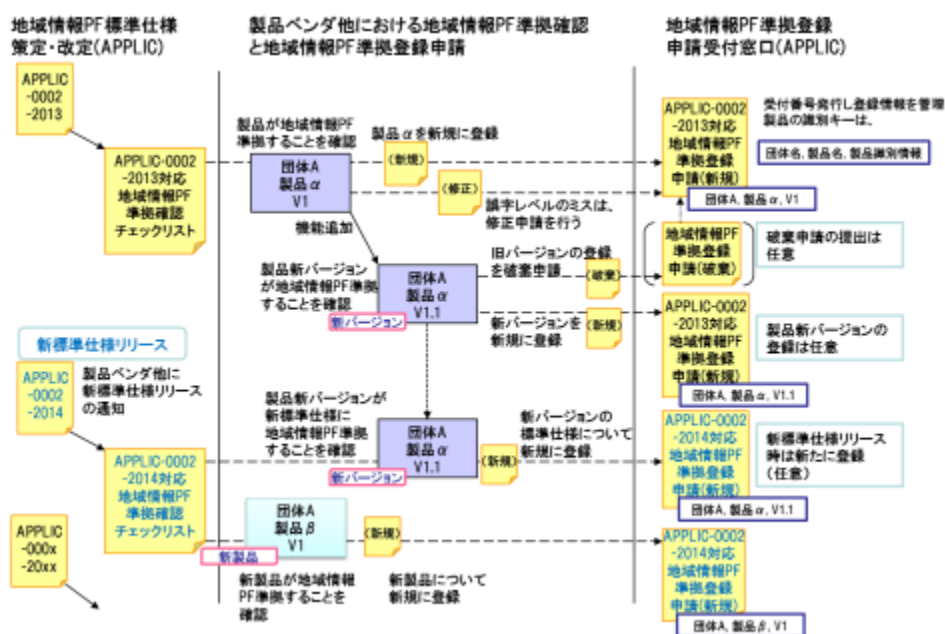 地域情報PF標準仕様
策定・改定(APPLIC)
製品ベンダ他における地域情報PF準拠確認
と地域情報PF準拠登録申請
地域情報PF準拠登録
申請受付窓口(APPLIC)
APPLIC
-0002
-2013
APPLIC-0002
-2013対応
地域情報PF
準拠確認
チェックリスト
製品が地域情報PF
準拠することを確認
団体A
製品α
V1
製品αを新規に登録
(新規)
(修正)
誤字レベルのミスは、
修正申請を行う
APPLIC-0002
-2013対応
地域情報PF
準拠登録
申請(新規)
団体A, 製品α, V1
受付番号発行し登録情報を管理
製品の識別キーは、
団体名, 製品名, 製品識別情報
機能追加
製品新バージョン
が地域情報PF準拠
することを確認
団体A
製品α
V1.1
新バージョン
旧バージョンの登録
を破棄申請
(破棄)
地域情報PF
準拠登録
申請(破棄)
破棄申請の提出は
任意
新バージョンを
新規に登録
(新規)
APPLIC-0002
-2013対応
地域情報PF
準拠登録
申請(新規)
団体A, 製品α, V1.1
製品新バージョンの
登録は任意
新標準仕様リリース
APPLIC
-0002
-2014
製品ベンダ他に
新標準仕様リリース
の通知
APPLIC-0002
-2014対応
地域情報PF
準拠確認
チェックリスト
製品新バージョンが
新標準仕様に
地域情報PF準拠
することを確認
団体A
製品α
V1.1
新バージョン
(新規)
新バージョンの
標準仕様について
新規に登録
APPLIC-0002
-2014対応
地域情報PF
準拠登録
申請(新規)
団体A, 製品α, V1.1
新標準仕様リリース
時は新たに登録
(任意)
APPLIC
-000x
-20xx
団体A
製品β
V1
新製品
(新規)
新製品が地域情報
PF準拠することを
確認
新製品について
新規に登録
APPLIC-0002
-2014対応
地域情報PF
準拠登録
申請(新規)
団体A, 製品β, V1